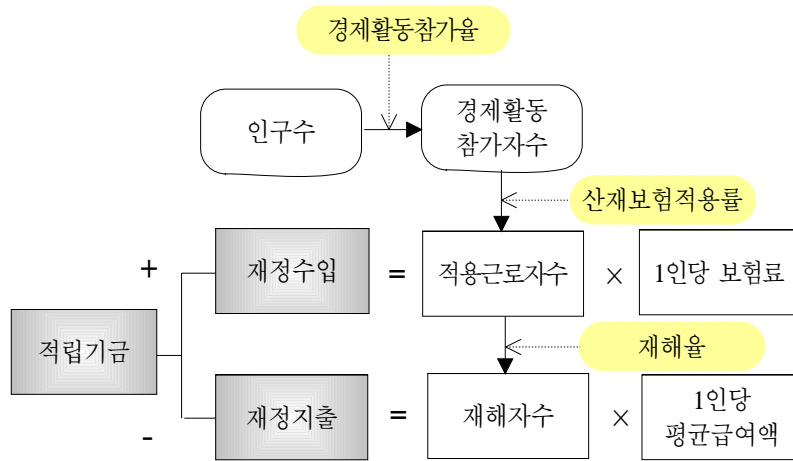 경제활동참가율
인구수
경제활동
참가자수
산재보험적용률
+
재정수입
=
적용근로자수
×
1인당 보험료
적립기금
재해율
-
재정지출
=
재해자수
×
1인당
평균급여액